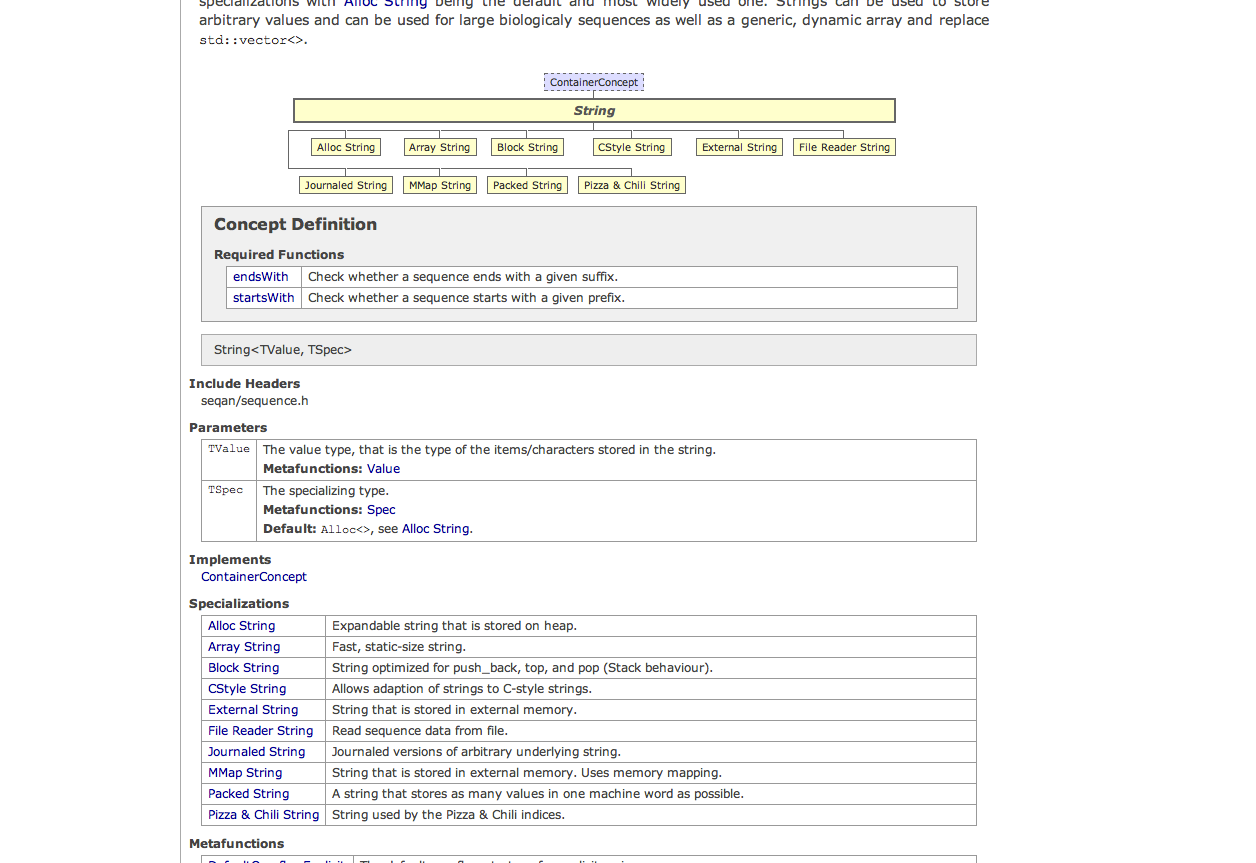 specializations with Alloc String being the default and most widely used one. Strings can be used to store
arbitrary values and can be used for large biologicaly sequences as well as a generic, dynamic array and replace
std::vector<>.
ContainerConcept
String
Alloc String Array String Block String CStyle String External String File Reader String
Journaled String MMap String Packed String Pizza & Chili String
Concept Definition
Required Functions
endsWith Check whether a sequence ends with a given suffix.
startsWith Check whether a sequence starts with a given prefix.
String<TValue, TSpec>
Include Headers
seqan/sequence.h
Parameters
TValue The value type, that is the type of the items/characters stored in the string.
Metafunctions: Value
TSpec The specializing type.
Metafunctions: Spec
Default: Alloc<>, see Alloc String.
Implements
ContainerConcept
Specializations
Alloc String Expandable string that is stored on heap.
Array String Fast, static-size string.
Block String String optimized for push_back, top, and pop (Stack behaviour).
CStyle String Allows adaption of strings to C-style strings.
External String String that is stored in external memory.
File Reader String Read sequence data from file.
Journaled String Journaled versions of arbitrary underlying string.
MMap String String that is stored in external memory. Uses memory mapping.
Packed String A string that stores as many values in one machine word as possible.
Pizza & Chili String String used by the Pizza & Chili indices.
Metafunctions